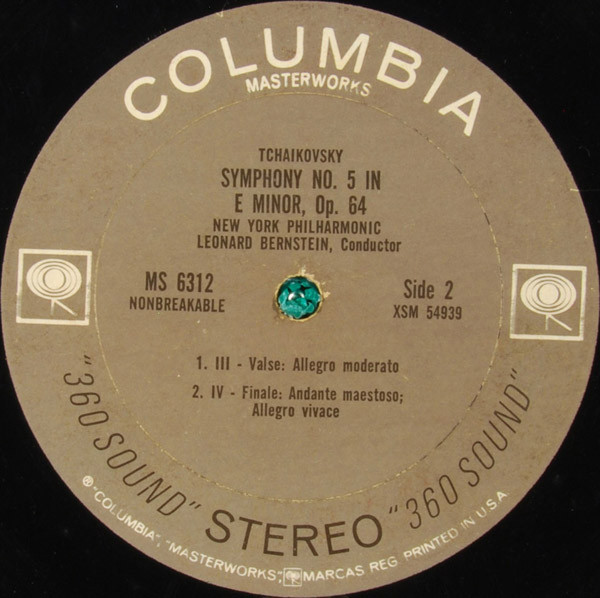 COLUMBIA
MASTERWORKS
TCHAIKOVSKY
SYMPHONY NO. 5 IN
E MINOR, Op. 64
NEW YORK PHILHARMONIC
LEONARD BERNSTEIN, Conductor
MS 6312
NONBREAKABLE
Side 2
XSM 54939
1. III - Valse: Allegro moderato
2. IV - Finale: Andante maestoso;
Allegro vivace
"360 SOUND" STEREO "360 SOUND"
® "COLUMBIA", "MASTERWORKS", MARCAS REG. PRINTED IN U.S.A.